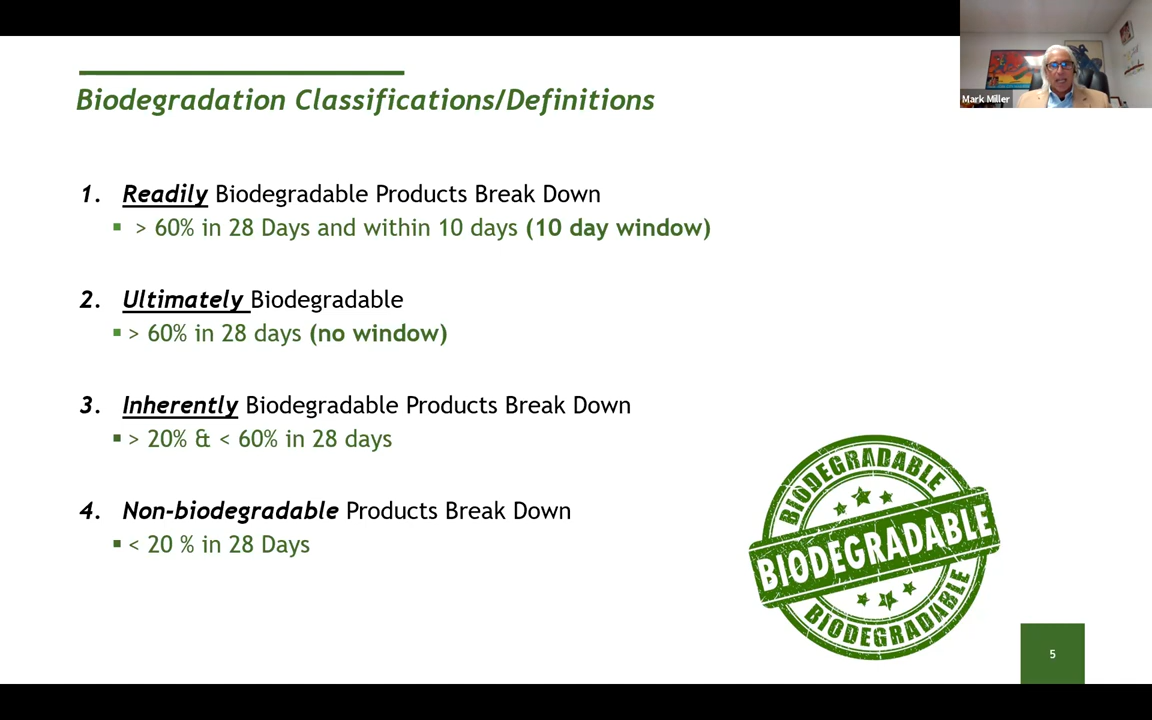 Mark Miller
Biodegradation Classifications/Definitions
1. Readily Biodegradable Products Break Down
▪ > 60% in 28 Days and within 10 days (10 day window)
2. Ultimately Biodegradable
▪ > 60% in 28 days (no window)
3. Inherently Biodegradable Products Break Down
▪ > 20% & < 60% in 28 days
4. Non-biodegradable Products Break Down
▪ < 20 % in 28 Days
BIODEGRADABLE
BIODEGRADABLE
BIODEGRADABLE
5